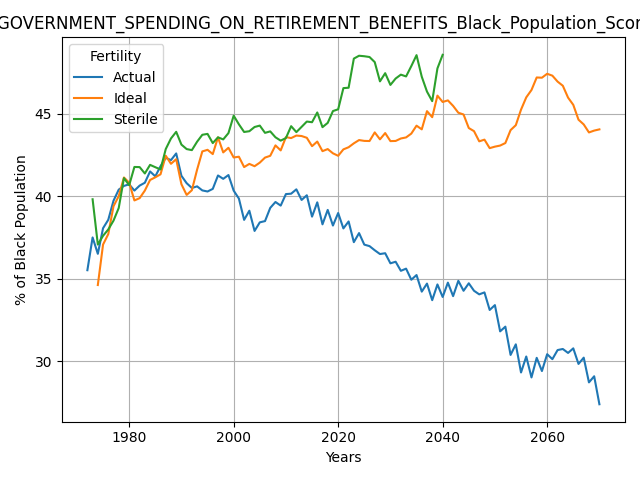 GOVERNMENT_SPENDING_ON_RETIREMENT_BENEFITS_Black_Population_Scor
Fertility
Actual
Ideal
Sterile
% of Black Population
45
40
35
30
1980
2000
2020
2040
2060
Years